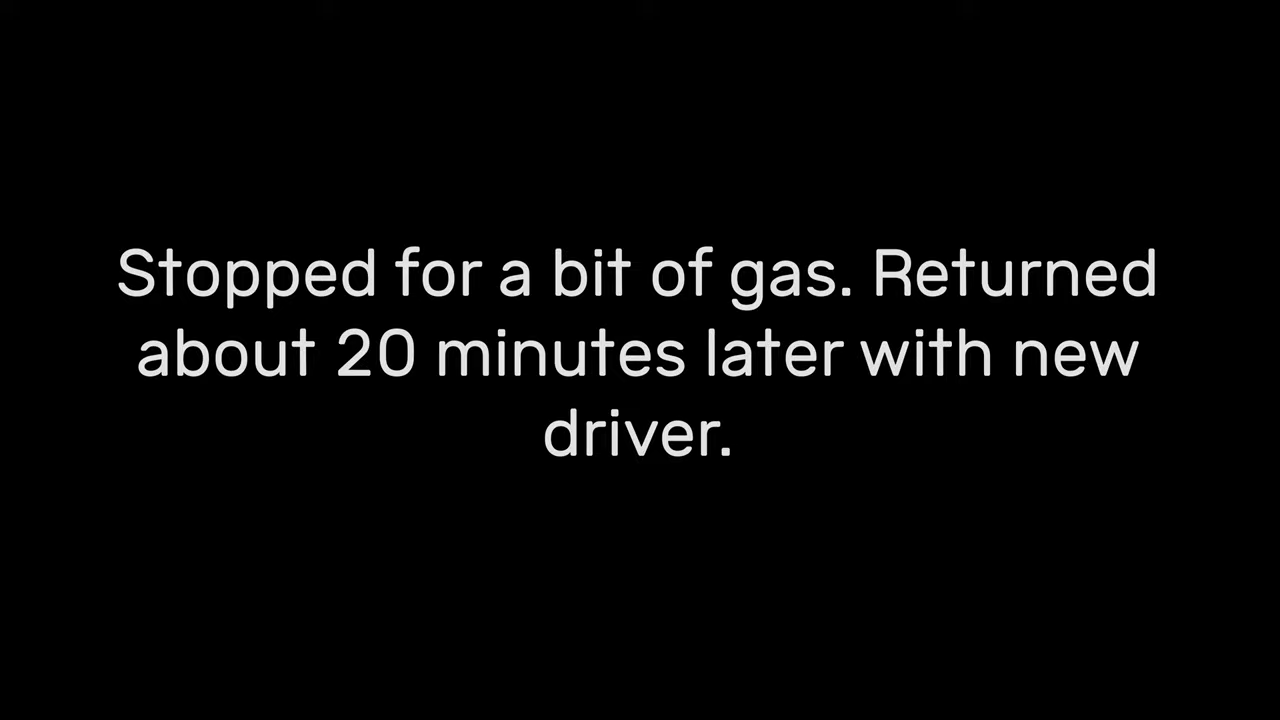 Stopped for a bit of gas. Returned
about 20 minutes later with new
driver.